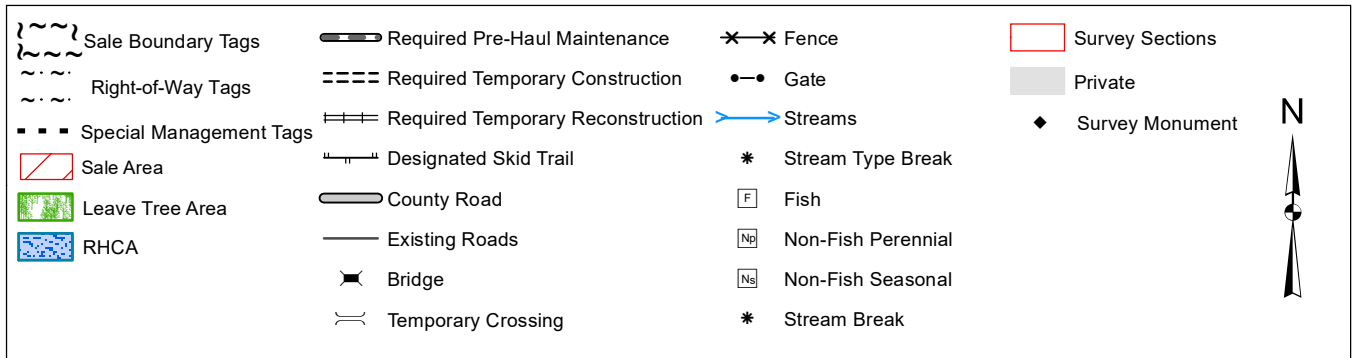 Sale Boundary Tags
Right-of-Way Tags
Special Management Tags
Sale Area
Leave Tree Area
RHCA
Required Pre-Haul Maintenance
Required Temporary Construction
Required Temporary Reconstruction
Designated Skid Trail
County Road
Existing Roads
Bridge
Temporary Crossing
Fence
Gate
Streams
Stream Type Break
F Fish
Np Non-Fish Perennial
Ns Non-Fish Seasonal
Stream Break
Survey Sections
Private
Survey Monument
N